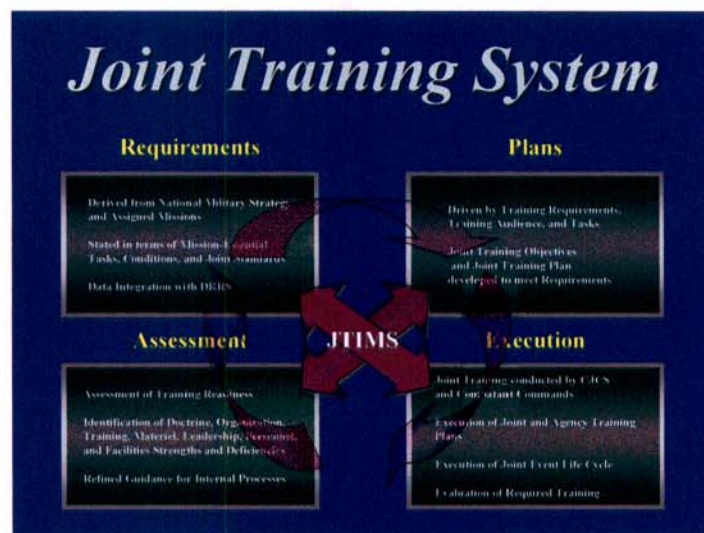 Joint Training System
Requirements
Derived from National Military Strategy
and Assigned Missions
Stated in terms of Mission-Essential
Tasks, Conditions, and Joint Standards
Data Integration with DRRS
Plans
Driven by Training Requirements,
Training Audience, and Tasks
Joint Training Objectives
and Joint Training Plan
developed to meet Requirements
JTIMS
Assessment
Assessment of Training Readiness
Identification of Doctrine, Organization,
Training, Materiel, Leadership, Personnel,
and Facilities Strengths and Deficiencies
Refined Guidance for Internal Processes
Execution
Joint Training conducted by CJCS
and Combatant Commands
Execution of Joint and Agency Training
Plans
Execution of Joint Event Life Cycle
Evaluation of Required Training